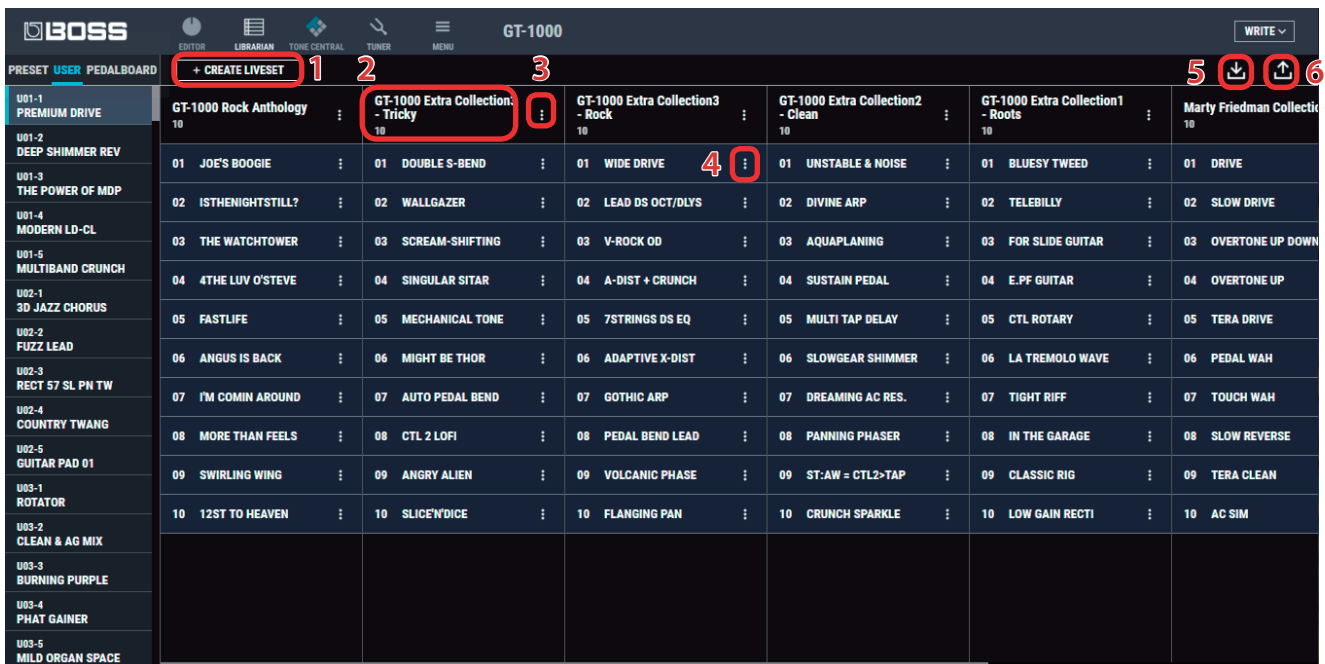 BOSS
EDITOR
LIBRARIAN
TONE CENTRAL
TUNER
MENU
GT-1000
WRITE
PRESET USER PEDALBOARD
+ CREATE LIVESET
1
2
3
5
6
U01-1
PREMIUM DRIVE
U01-2
DEEP SHIMMER REV
U01-3
THE POWER OF MDP
U01-4
MODERN LD-CL
U01-5
MULTIBAND CRUNCH
U02-1
3D JAZZ CHORUS
U02-2
FUZZ LEAD
U02-3
RECT 57 SL PN TW
U02-4
COUNTRY TWANG
U02-5
GUITAR PAD 01
U03-1
ROTATOR
U03-2
CLEAN & AG MIX
U03-3
BURNING PURPLE
U03-4
PHAT GAINER
U03-5
MILD ORGAN SPACE
GT-1000 Rock Anthology
10
01 JOE'S BOOGIE
02 ISTHENIGHTSTILL?
03 THE WATCHTOWER
04 4THE LUV O'STEVE
05 FASTLIFE
06 ANGUS IS BACK
07 I'M COMIN AROUND
08 MORE THAN FEELS
09 SWIRLING WING
10 12ST TO HEAVEN
GT-1000 Extra Collection3
- Tricky
10
01 DOUBLE S-BEND
02 WALLGAZER
03 SCREAM-SHIFTING
04 SINGULAR SITAR
05 MECHANICAL TONE
06 MIGHT BE THOR
07 AUTO PEDAL BEND
08 CTL 2 LOFI
09 ANGRY ALIEN
10 SLICE'N'DICE
GT-1000 Extra Collection3
- Rock
10
01 WIDE DRIVE
4
02 LEAD DS OCT/DLYS
03 V-ROCK OD
04 A-DIST + CRUNCH
05 7STRINGS DS EQ
06 ADAPTIVE X-DIST
07 GOTHIC ARP
08 PEDAL BEND LEAD
09 VOLCANIC PHASE
10 FLANGING PAN
GT-1000 Extra Collection2
- Clean
10
01 UNSTABLE & NOISE
02 DIVINE ARP
03 AQUAPLANING
04 SUSTAIN PEDAL
05 MULTI TAP DELAY
06 SLOWGEAR SHIMMER
07 DREAMING AC RES.
08 PANNING PHASER
09 ST:AW = CTL2>TAP
10 CRUNCH SPARKLE
GT-1000 Extra Collection1
- Roots
10
01 BLUESY TWEED
02 TELEBILLY
03 FOR SLIDE GUITAR
04 E.PF GUITAR
05 CTL ROTARY
06 LA TREMOLO WAVE
07 TIGHT RIFF
08 IN THE GARAGE
09 CLASSIC RIG
10 LOW GAIN RECTI
Marty Friedman Collectio
10
01 DRIVE
02 SLOW DRIVE
03 OVERTONE UP DOWN
04 OVERTONE UP
05 TERA DRIVE
06 PEDAL WAH
07 TOUCH WAH
08 SLOW REVERSE
09 TERA CLEAN
10 AC SIM